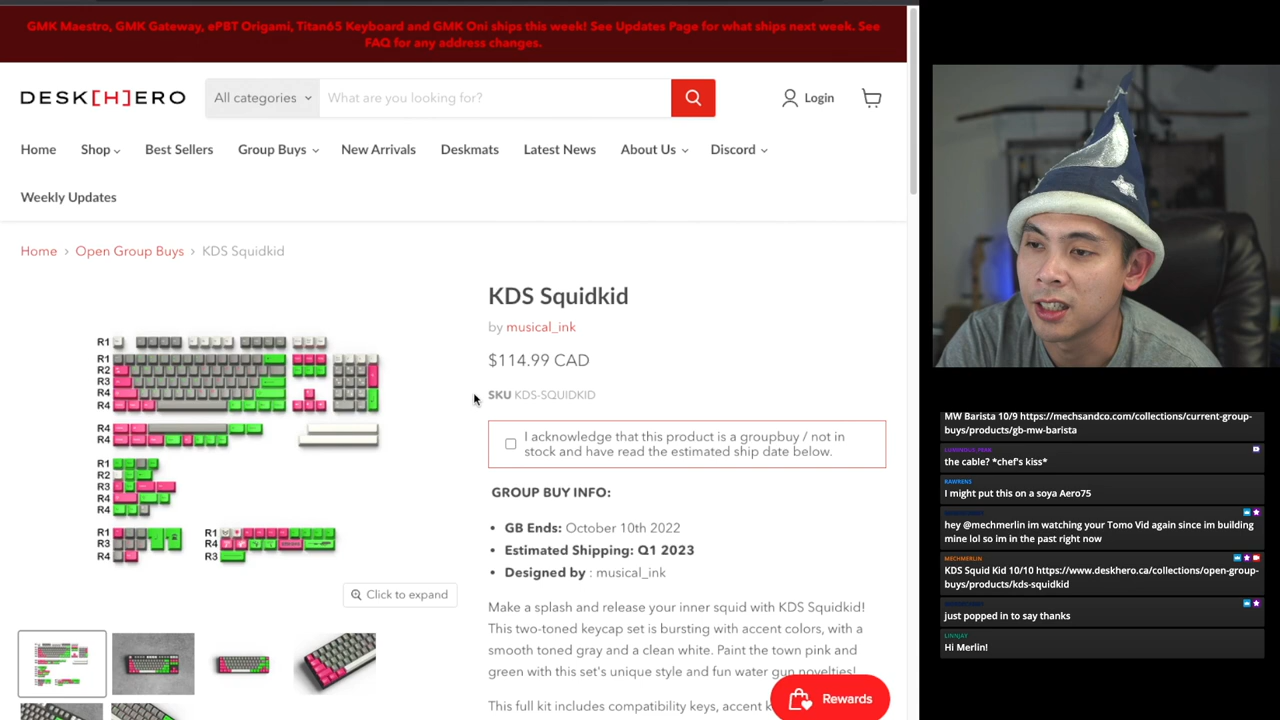 GMK Maestro, GMK Gateway, ePBT Origami, Titan65 Keyboard and GMK Oni ships this week! See Updates Page for what ships next week. See
FAQ for any address changes.
DESK[H]ERO
All categories
What are you looking for?
Login
Home
Shop
Best Sellers
Group Buys
New Arrivals
Deskmats
Latest News
About Us
Discord
Weekly Updates
Home > Open Group Buys > KDS Squidkid
KDS Squidkid
by musical_ink
$114.99 CAD
SKU KDS-SQUIDKID
I acknowledge that this product is a groupbuy / not in
stock and have read the estimated ship date below.
GROUP BUY INFO:
• GB Ends: October 10th 2022
• Estimated Shipping: Q1 2023
• Designed by : musical_ink
Make a splash and release your inner squid with KDS Squidkid!
This two-toned keycap set is bursting with accent colors, with a
smooth toned gray and a clean white. Paint the town pink and
green with this set's unique style and fun water gun novelties!
This full kit includes compatibility keys, accent k
R1
R1
R2
R3
R4
R4
R4
R4
R1
R2
R3
R4
R4
R1
R3
R4
R1
R4
R3
Click to expand
Rewards
MW Barista 10/9 https://mechsandco.com/collections/current-group-
buys/products/gb-mw-barista
the cable? *chef's kiss*
RAWRENS
I might put this on a soya Aero75
hey @mechmerlin im watching your Tomo Vid again since im building
mine lol so im in the past right now
MECHMERLIN
KDS Squid Kid 10/10 https://www.deskhero.ca/collections/open-group-
buys/products/kds-squidkid
just popped in to say thanks
LINNJAY
Hi Merlin!